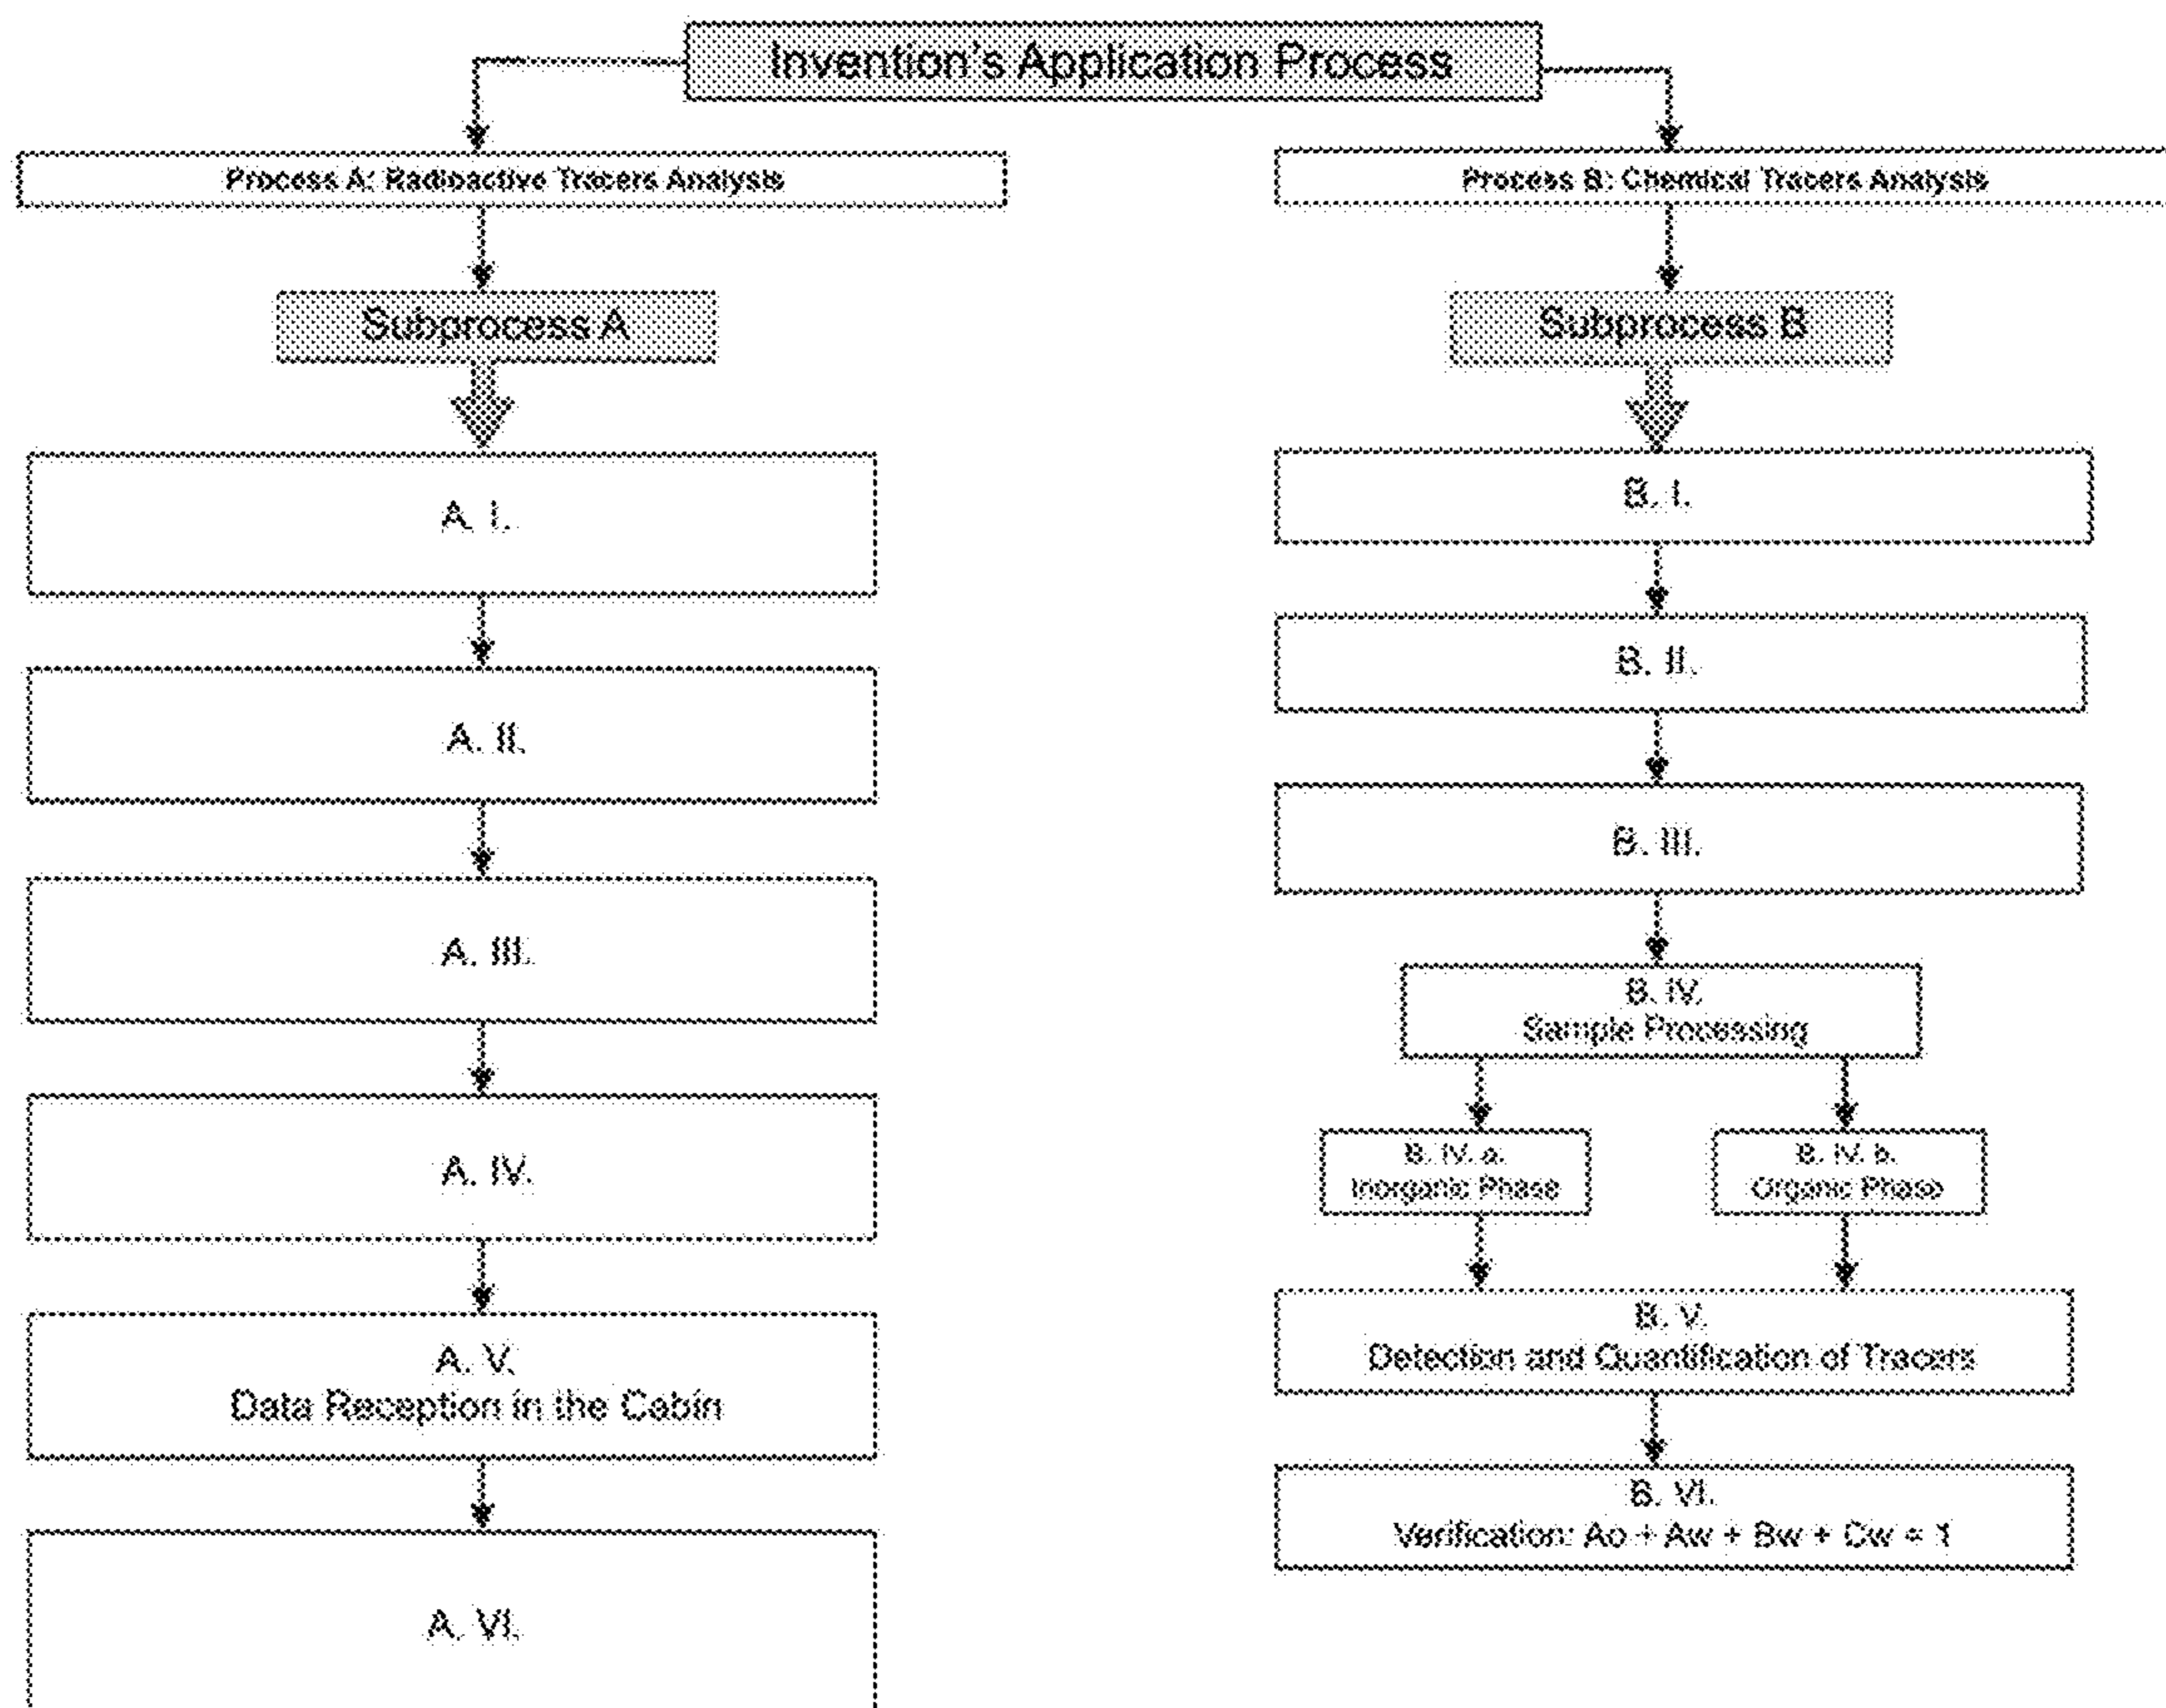 Invention's Application Process
Process A: Radioactive Tracers Analysis
Subprocess A
A. I.
A. II.
A. III.
A. IV.
A. V.
Data Reception in the Cabin
A. VI.
Process B: Chemical Tracers Analysis
Subprocess B
B. I.
B. II.
B. III.
B. IV.
Sample Processing
B. IV. a.
Inorganic Phase
B. IV. b.
Organic Phase
B. V.
Detection and Quantification of Tracers
B. VI.
Verification: Ao + Aw + Bw + Cw = 1